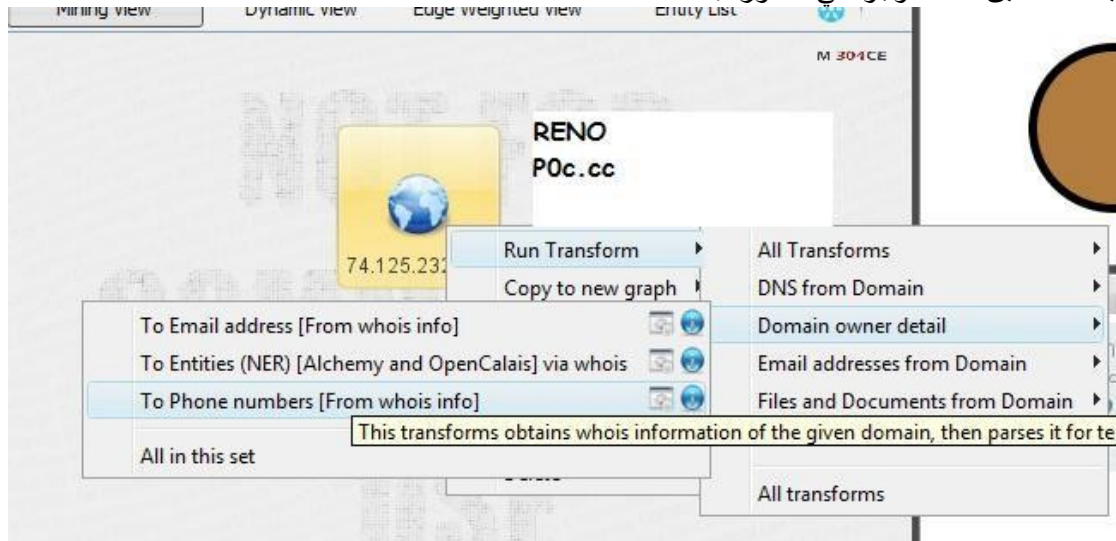 Mining View Dynamic View Edge Weighted View Entity List
M 304CE
RENO
P0c.cc
74.125.232
Run Transform
Copy to new graph
All Transforms
DNS from Domain
Domain owner detail
Email addresses from Domain
Files and Documents from Domain
All transforms
To Email address [From whois info]
To Entities (NER) [Alchemy and OpenCalais] via whois
To Phone numbers [From whois info]
This transforms obtains whois information of the given domain, then parses it for te
All in this set